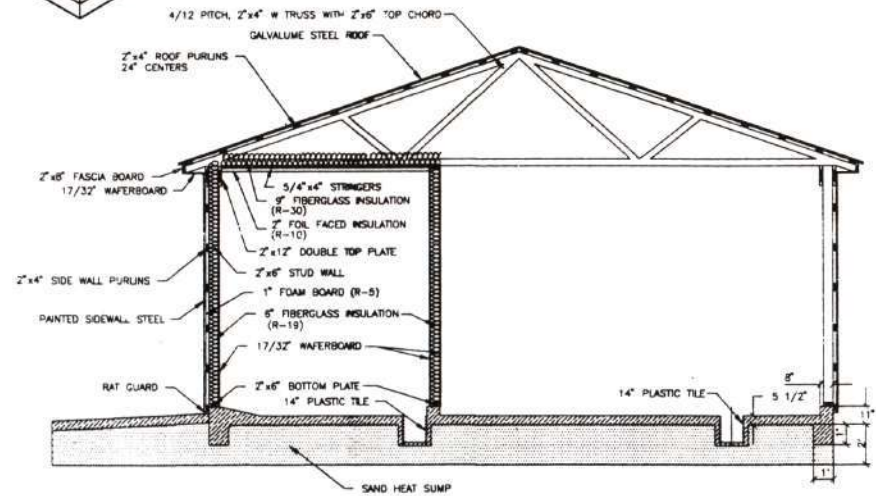 4/12 PITCH, 2"x4" W TRUSS WITH 2"x6" TOP CHORD
GALVALUME STEEL ROOF
2"x4" ROOF PURLINS
24" CENTERS
2"x8" FASCIA BOARD
17/32" WAFERBOARD
5/4"x4" STRINGERS
9" FIBERGLASS INSULATION
(R-30)
2" FOIL FACED INSULATION
(R-10)
2"x12" DOUBLE TOP PLATE
2"x4" SIDE WALL PURLINS
2"x6" STUD WALL
1" FOAM BOARD (R-5)
PAINTED SIDEWALL STEEL
6" FIBERGLASS INSULATION
(R-19)
17/32" WAFERBOARD
RAT GUARD
2"x6" BOTTOM PLATE
14" PLASTIC TILE
14" PLASTIC TILE
8"
5 1/2"
11"
1'
2'
1'
SAND HEAT SUMP